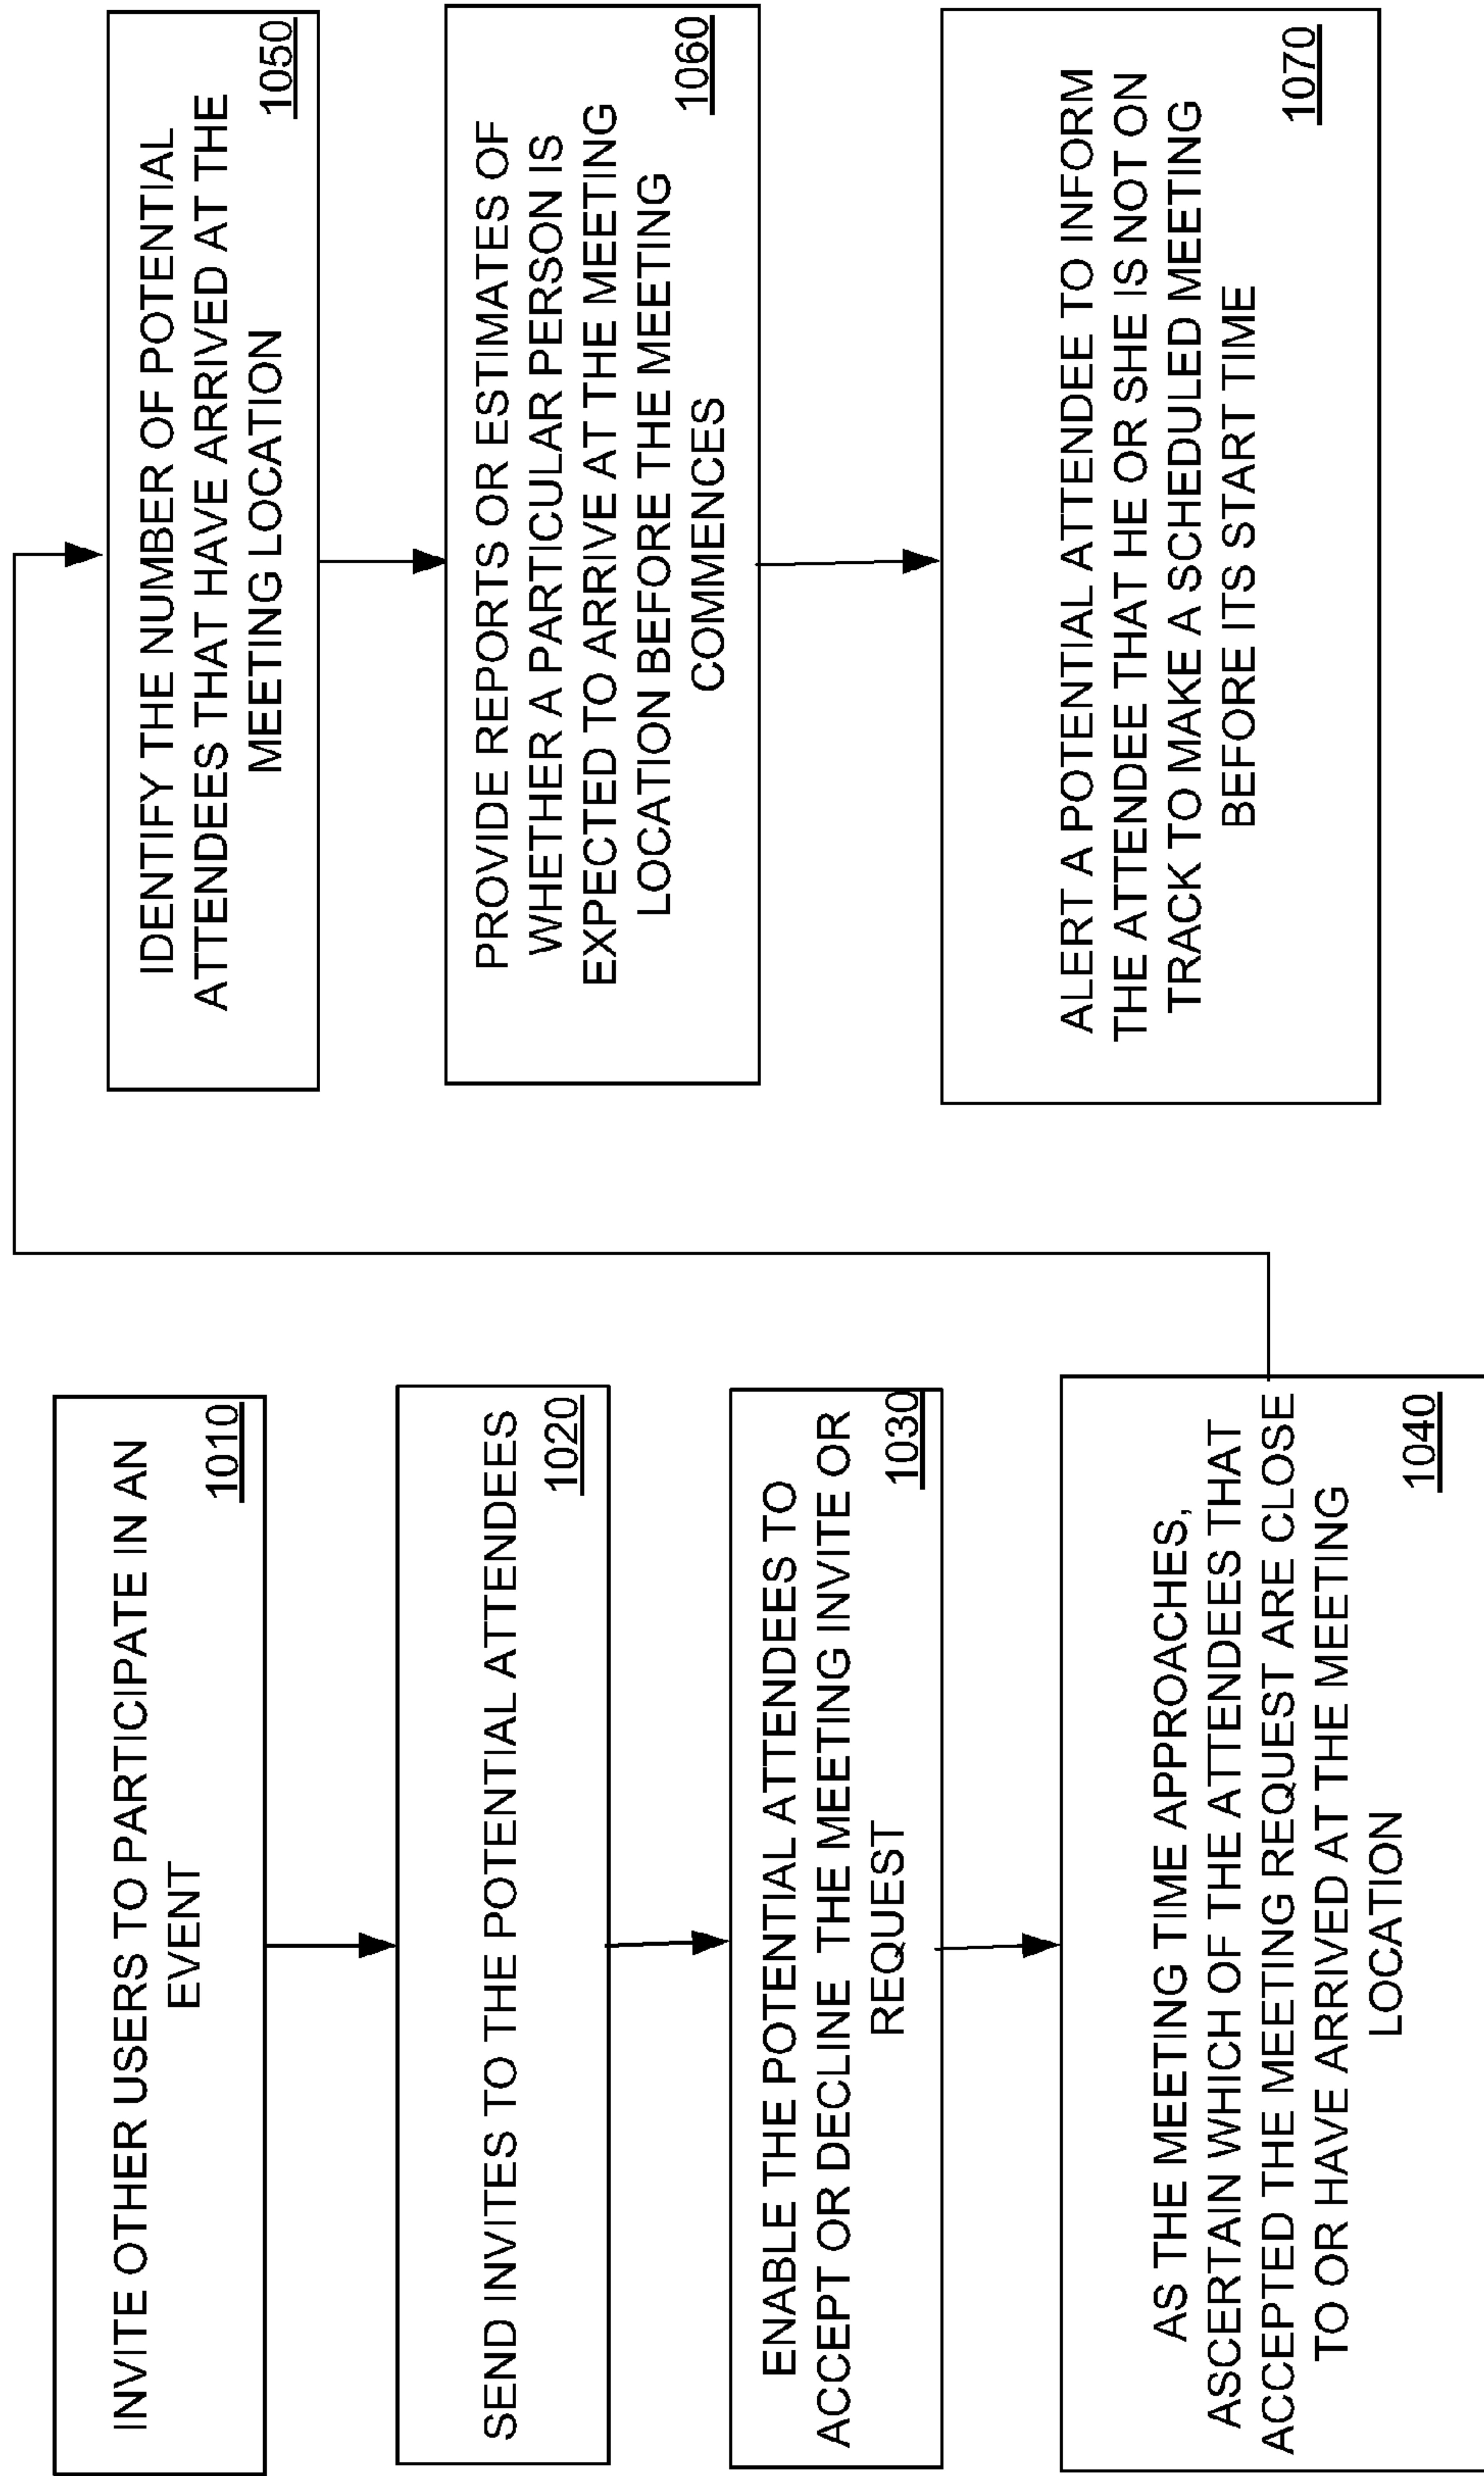 INVITE OTHER USERS TO PARTICIPATE IN AN
EVENT
1010
SEND INVITES TO THE POTENTIAL ATTENDEES
1020
ENABLE THE POTENTIAL ATTENDEES TO
ACCEPT OR DECLINE THE MEETING INVITE OR
REQUEST
1030
AS THE MEETING TIME APPROACHES,
ASCERTAIN WHICH OF THE ATTENDEES THAT
ACCEPTED THE MEETING REQUEST ARE CLOSE
TO OR HAVE ARRIVED AT THE MEETING
LOCATION
1040
IDENTIFY THE NUMBER OF POTENTIAL
ATTENDEES THAT HAVE ARRIVED AT THE
MEETING LOCATION
1050
PROVIDE REPORTS OR ESTIMATES OF
WHETHER A PARTICULAR PERSON IS
EXPECTED TO ARRIVE AT THE MEETING
LOCATION BEFORE THE MEETING
COMMENCES
1060
ALERT A POTENTIAL ATTENDEE TO INFORM
THE ATTENDEE THAT HE OR SHE IS NOT ON
TRACK TO MAKE A SCHEDULED MEETING
BEFORE ITS START TIME
1070